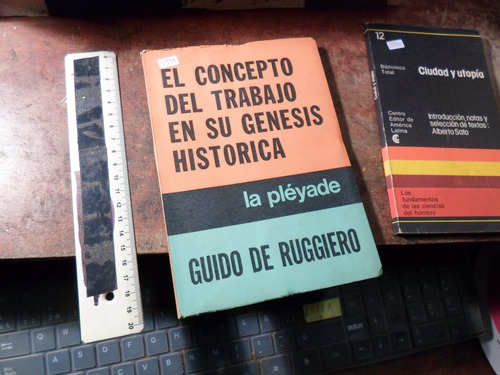 EL CONCEPTO
DEL TRABAJO
EN SU GENESIS
HISTORICA
la pléyade
GUIDO DE RUGGIERO
12
Biblioteca
Total
Ciudad y utopía
Centro
Editor de
América
Latina
Introducción, notas y
selección de textos:
Alberto Sato
Los
fundamentos
de las ciencias
del hombre
RCA